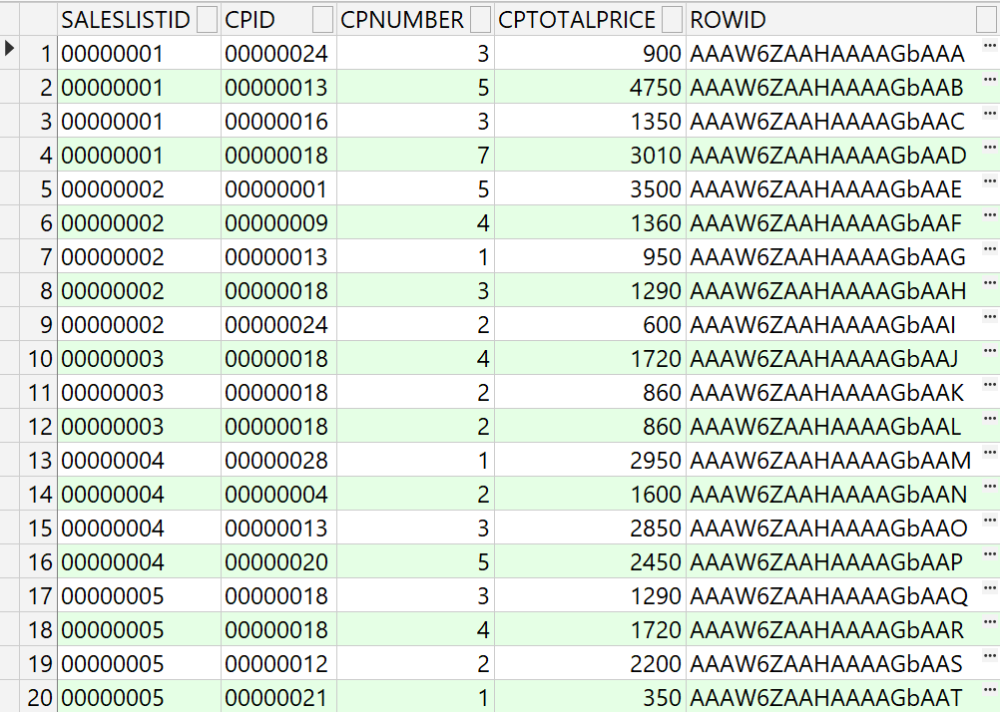 SALESLISTID CPID CPNUMBER CPTOTALPRICE ROWID
1 00000001 00000024 3 900 AAAW6ZAAHAAAAGbAAA ...
2 00000001 00000013 5 4750 AAAW6ZAAHAAAAGbAAB ...
3 00000001 00000016 3 1350 AAAW6ZAAHAAAAGbAAC ...
4 00000001 00000018 7 3010 AAAW6ZAAHAAAAGbAAD ...
5 00000002 00000001 5 3500 AAAW6ZAAHAAAAGbAAE ...
6 00000002 00000009 4 1360 AAAW6ZAAHAAAAGbAAF ...
7 00000002 00000013 1 950 AAAW6ZAAHAAAAGbAAG ...
8 00000002 00000018 3 1290 AAAW6ZAAHAAAAGbAAH ...
9 00000002 00000024 2 600 AAAW6ZAAHAAAAGbAAI ...
10 00000003 00000018 4 1720 AAAW6ZAAHAAAAGbAAJ ...
11 00000003 00000018 2 860 AAAW6ZAAHAAAAGbAAK ...
12 00000003 00000018 2 860 AAAW6ZAAHAAAAGbAAL ...
13 00000004 00000028 1 2950 AAAW6ZAAHAAAAGbAAM ...
14 00000004 00000004 2 1600 AAAW6ZAAHAAAAGbAAN ...
15 00000004 00000013 3 2850 AAAW6ZAAHAAAAGbAAO ...
16 00000004 00000020 5 2450 AAAW6ZAAHAAAAGbAAP ...
17 00000005 00000018 3 1290 AAAW6ZAAHAAAAGbAAQ ...
18 00000005 00000018 4 1720 AAAW6ZAAHAAAAGbAAR ...
19 00000005 00000012 2 2200 AAAW6ZAAHAAAAGbAAS ...
20 00000005 00000021 1 350 AAAW6ZAAHAAAAGbAAT ...